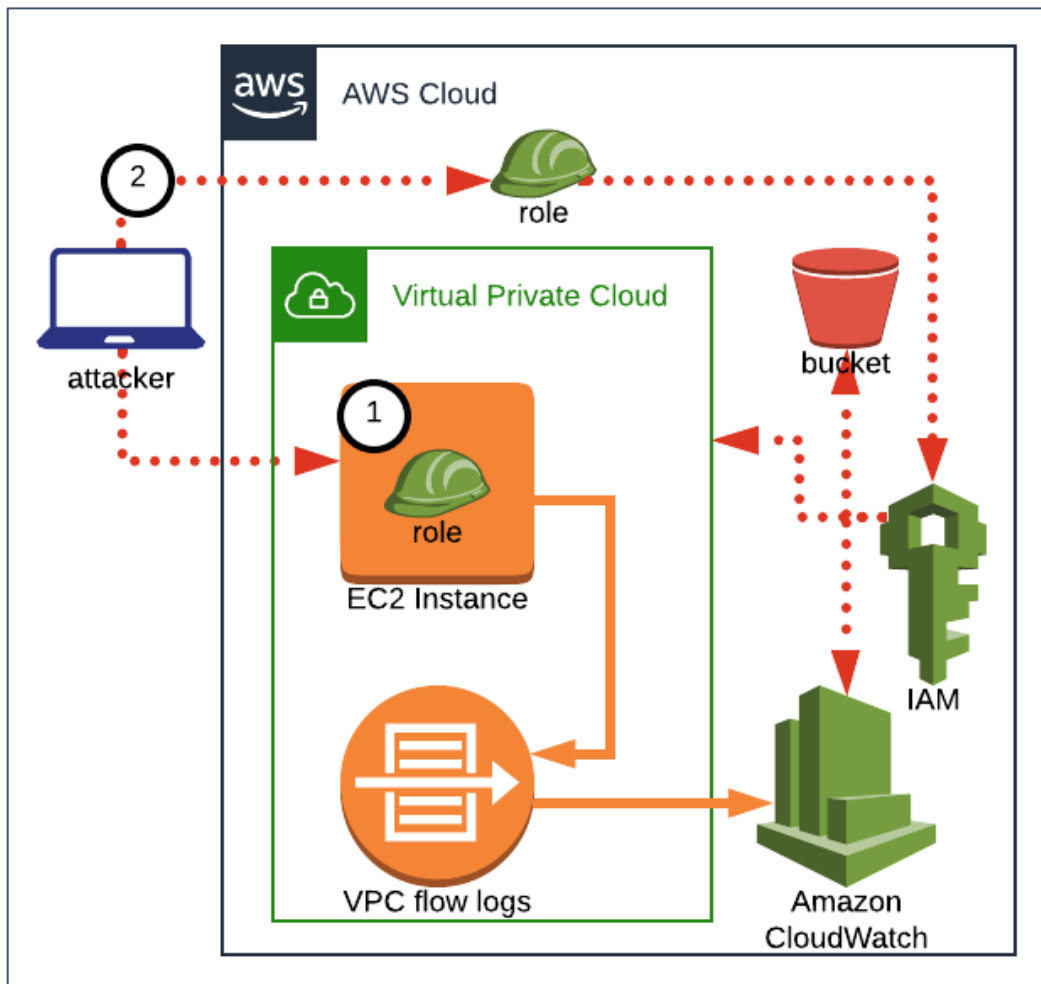 aws
AWS Cloud
2
role
Virtual Private Cloud
bucket
attacker
1
role
EC2 Instance
IAM
VPC flow logs
Amazon
CloudWatch